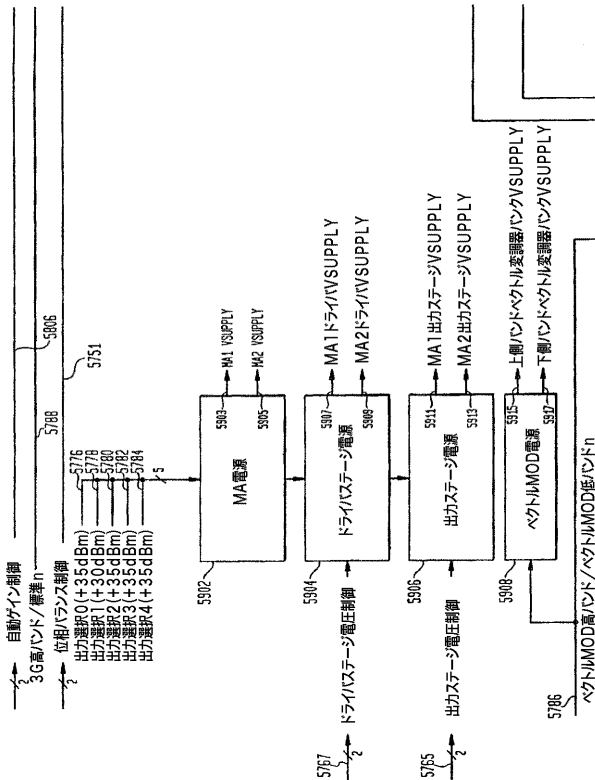 自動ゲイン制御
2
5806
3G高バンド/標準n
5788
位相バランス制御
2
5751
出力選択0(+35dBm)
5776
出力選択1(+30dBm)
5778
出力選択2(+35dBm)
5780
出力選択3(+35dBm)
5782
出力選択4(+35dBm)
5784
5
MA電源
5902
5903
MA1 VSUPPLY
5905
MA2 VSUPPLY
5767
2
ドライバステージ電圧制御
ドライバステージ電源
5904
5907
MA1ドライバVSUPPLY
5909
MA2ドライバVSUPPLY
5765
2
出力ステージ電圧制御
出力ステージ電源
5906
5911
MA1出力ステージVSUPPLY
5913
MA2出力ステージVSUPPLY
ベクトルMOD電源
5908
5915
上側バンドベクトル変調器バンクVSUPPLY
5917
下側バンドベクトル変調器バンクVSUPPLY
5786
ベクトルMOD高バンド/ベクトルMOD低バンドn